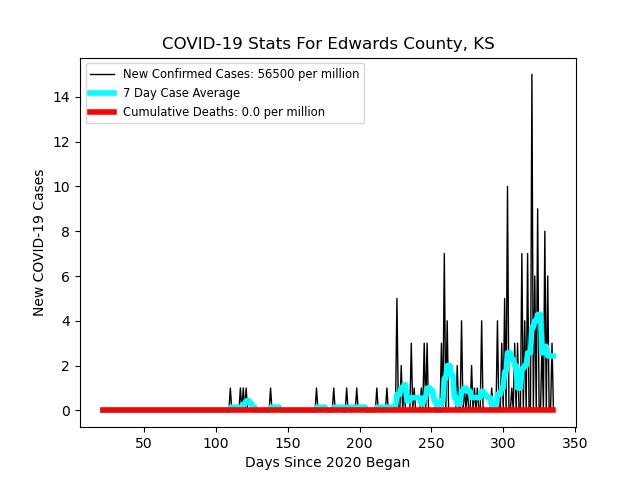 COVID-19 Stats For Edwards County, KS
New Confirmed Cases: 56500 per million
7 Day Case Average
Cumulative Deaths: 0.0 per million
New COVID-19 Cases
14
12
10
8
6
4
2
0
50 100 150 200 250 300 350
Days Since 2020 Began